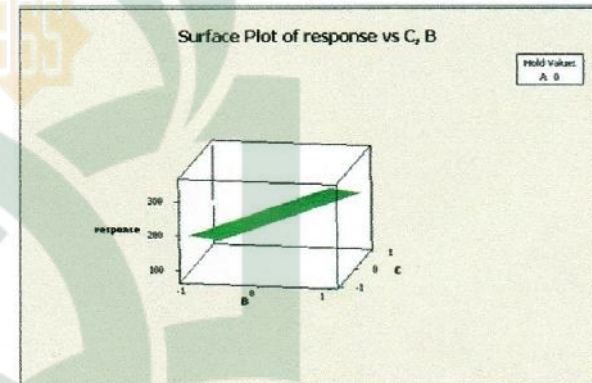 Surface Plot of response vs C, B
Hold Values
A 0
300
response 200
100
-1 0 1
B
-1 0 1
C